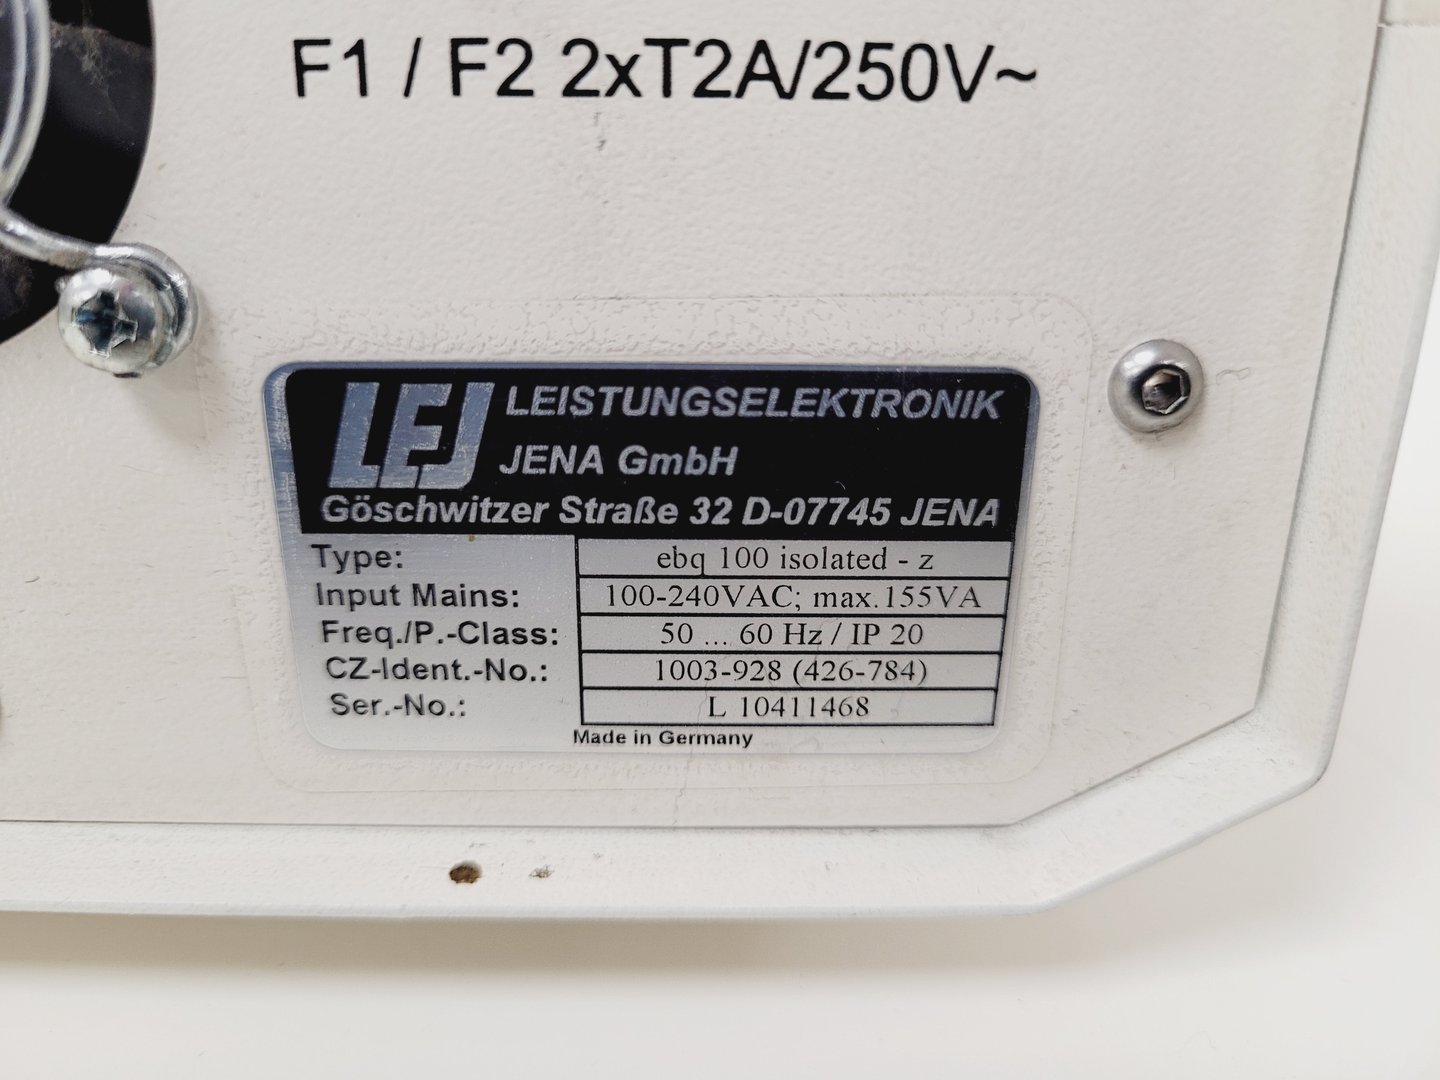 F1 / F2 2xT2A/250V~
LEJ LEISTUNGSELEKTRONIK
JENA GmbH
Göschwitzer Straße 32 D-07745 JENA
Type: ebq 100 isolated - z
Input Mains: 100-240VAC; max.155VA
Freq./P.-Class: 50 ... 60 Hz / IP 20
CZ-Ident.-No.: 1003-928 (426-784)
Ser.-No.: L 10411468
Made in Germany